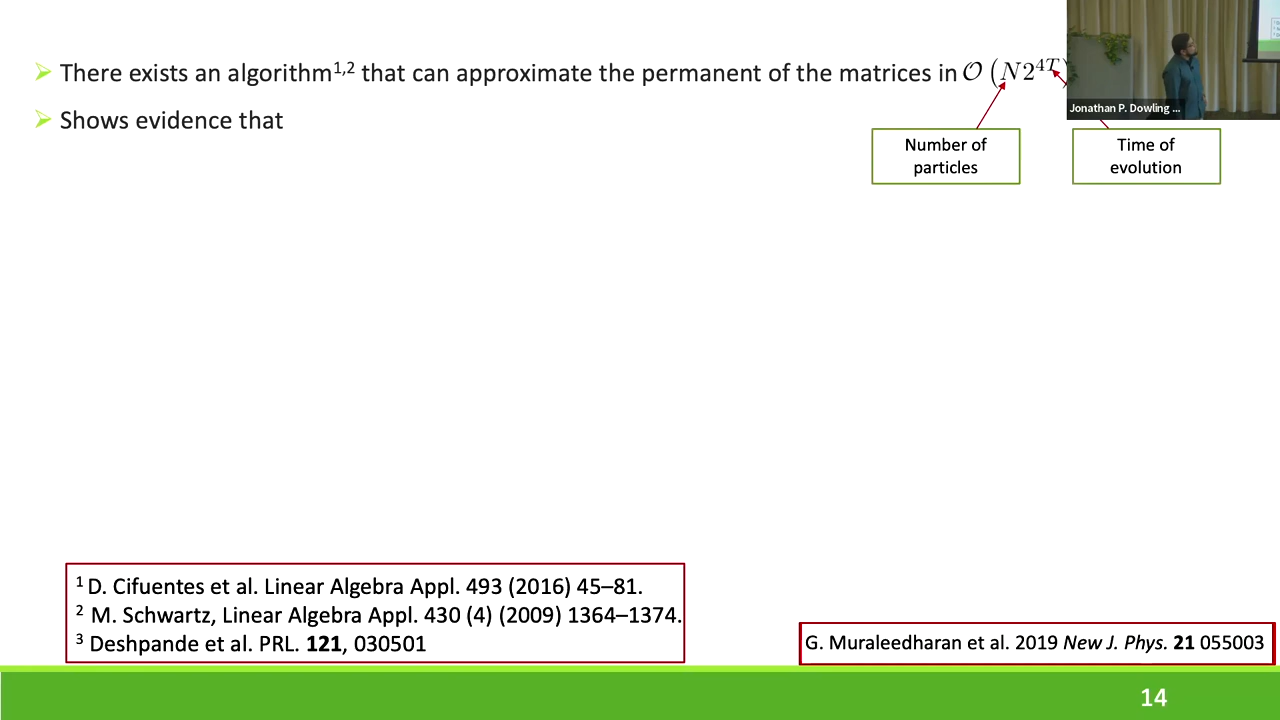 ➢ There exists an algorithm¹,² that can approximate the permanent of the matrices in 𝒪 (N2⁴ᵀ)
Jonathan P. Dowling ...
➢ Shows evidence that
Number of
particles
Time of
evolution
¹ D. Cifuentes et al. Linear Algebra Appl. 493 (2016) 45–81.
² M. Schwartz, Linear Algebra Appl. 430 (4) (2009) 1364–1374.
³ Deshpande et al. PRL. 121, 030501
G. Muraleedharan et al. 2019 New J. Phys. 21 055003
14